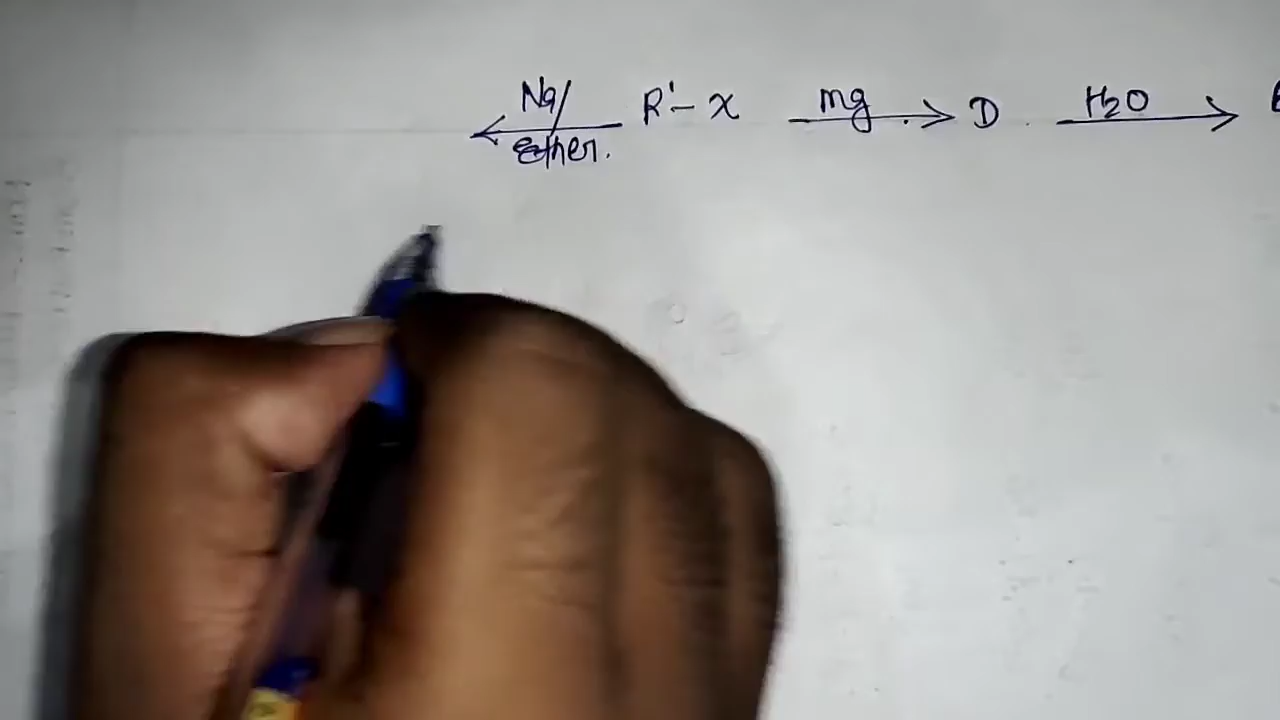 Na/ R'- X mg D H2O
Ether.